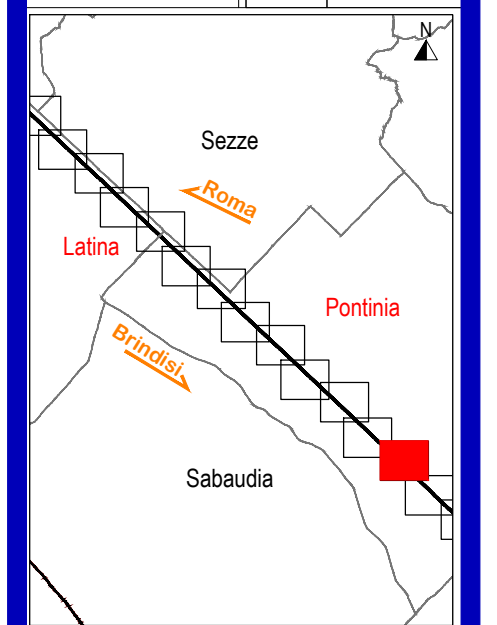 N
Sezze
Roma
Latina
Pontinia
Brindisi
Sabaudia